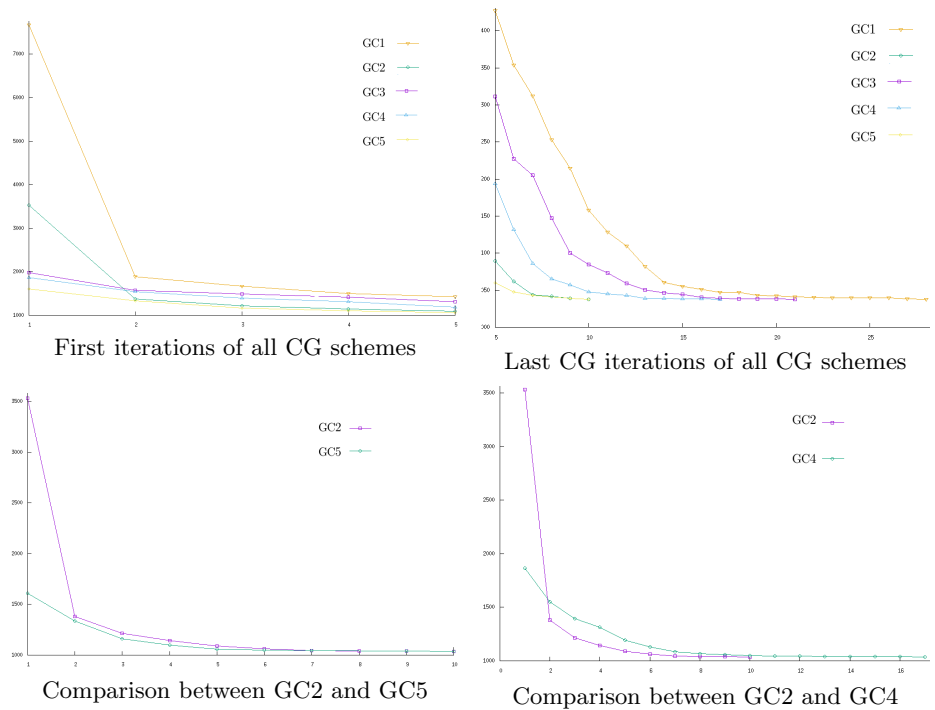 7000
6000
5000
4000
3000
2000
1000
1 2 3 4 5
GC1
GC2
GC3
GC4
GC5
First iterations of all CG schemes
400
350
300
250
200
150
100
5 10 15 20 25
GC1
GC2
GC3
GC4
GC5
Last CG iterations of all CG schemes
3500
3000
2500
2000
1500
1000
1 2 3 4 5 6 7 8 9 10
GC2
GC5
Comparison between GC2 and GC5
3500
3000
2500
2000
1500
1000
0 2 4 6 8 10 12 14 16
GC2
GC4
Comparison between GC2 and GC4